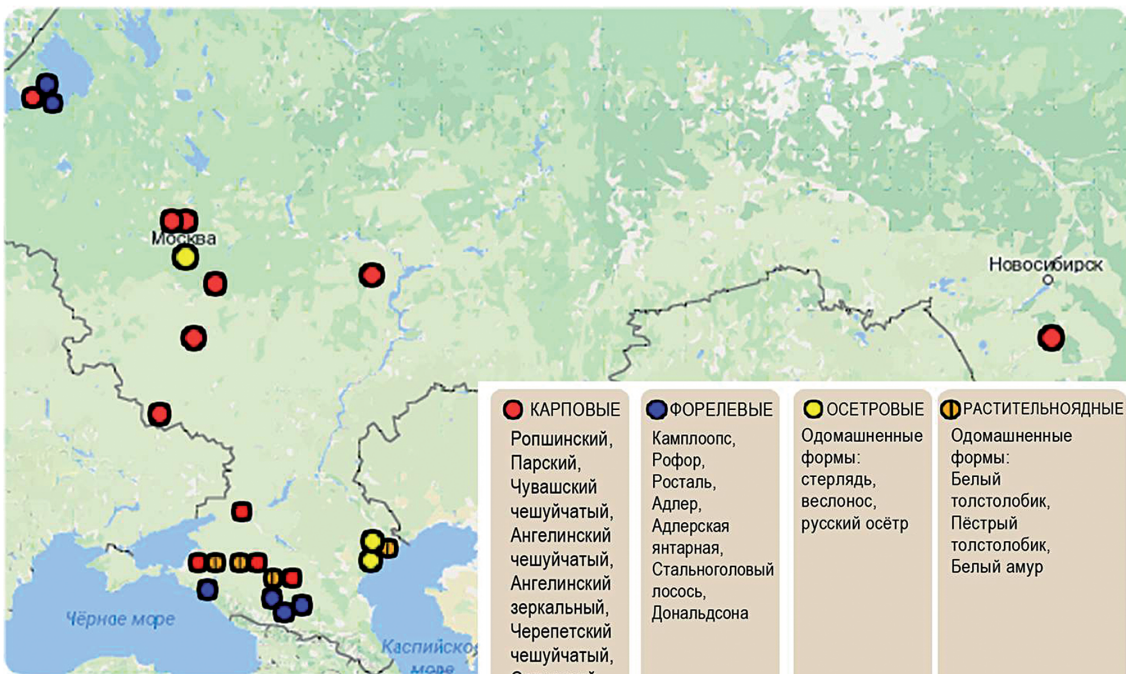 Москва
Новосибирск
Чёрное море
Каспийско
море
КАРПОВЫЕ
Ропшинский,
Парский,
Чувашский
чешуйчатый,
Ангелинский
чешуйчатый,
Ангелинский
зеркальный,
Черепетский
чешуйчатый,
ФОРЕЛЕВЫЕ
Камплоопс,
Рофор,
Росталь,
Адлер,
Адлерская
янтарная,
Стальноголовый
лосось,
Дональдсона
ОСЕТРОВЫЕ
Одомашненные
формы:
стерлядь,
веслонос,
русский осётр
РАСТИТЕЛЬНОЯДНЫЕ
Одомашненные
формы:
Белый
толстолобик,
Пёстрый
толстолобик,
Белый амур